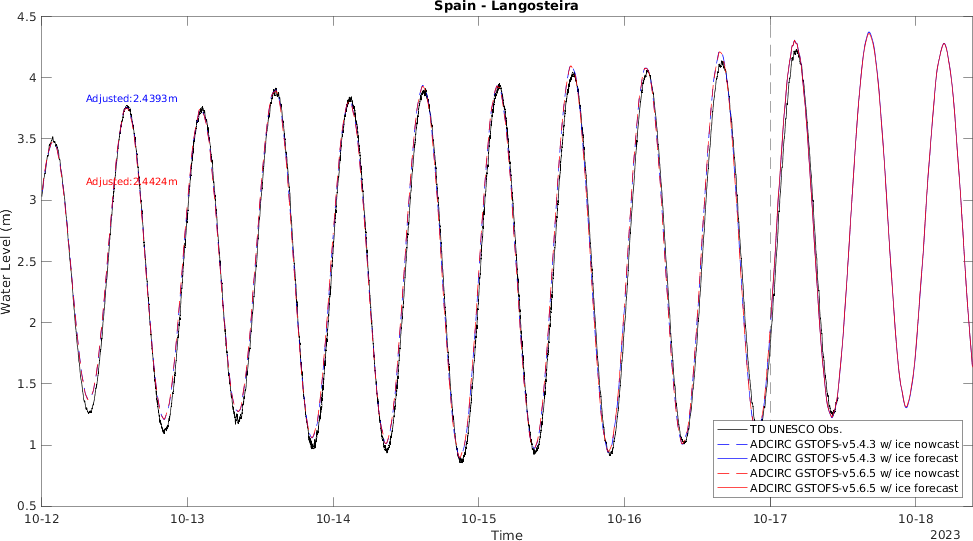 Spain - Langosteira
4.5
4
3.5
3
2.5
2
1.5
1
0.5
Water Level (m)
Adjusted:2.4393m
Adjusted:2.4424m
TD UNESCO Obs.
ADCIRC GSTOFS-v5.4.3 w/ ice nowcast
ADCIRC GSTOFS-v5.4.3 w/ ice forecast
ADCIRC GSTOFS-v5.6.5 w/ ice nowcast
ADCIRC GSTOFS-v5.6.5 w/ ice forecast
10-12 10-13 10-14 10-15 10-16 10-17 10-18
Time
2023